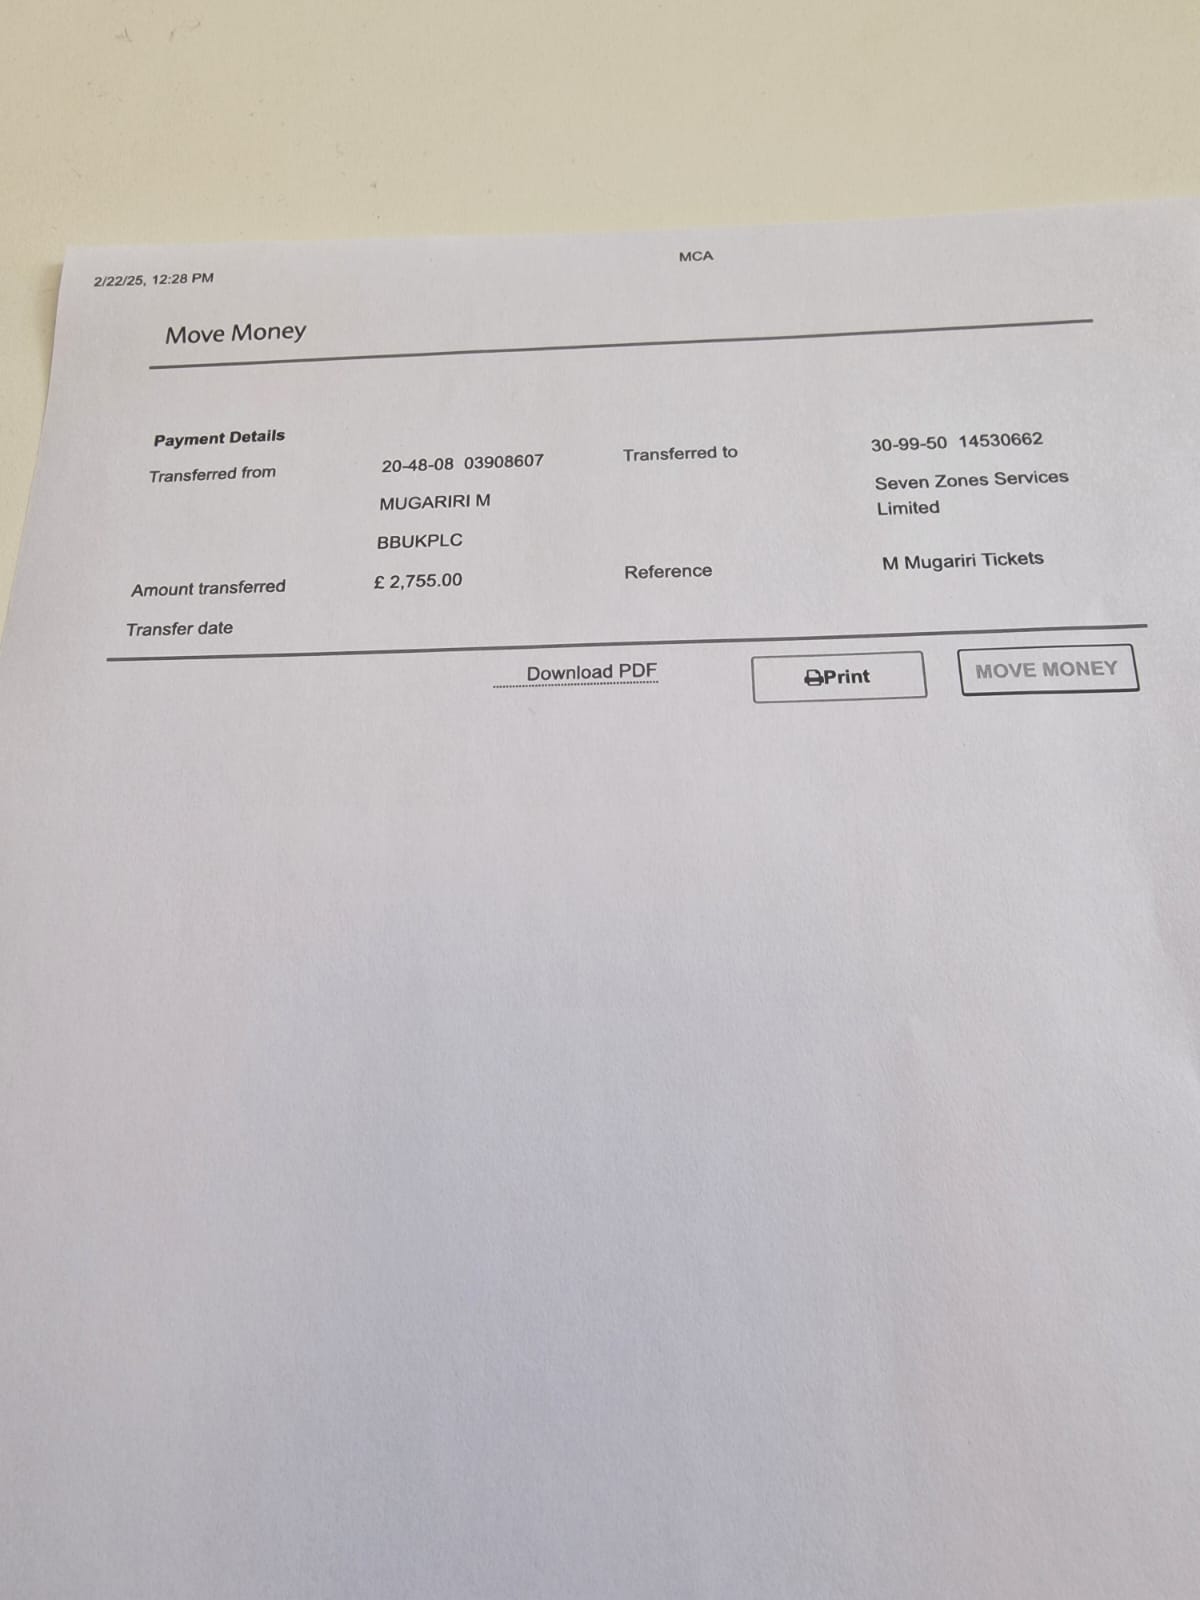 2/22/25, 12:28 PM
MCA
Move Money
Payment Details
Transferred from
20-48-08 03908607
MUGARIRI M
BBUKPLC
Transferred to
30-99-50 14530662
Seven Zones Services
Limited
Amount transferred
£ 2,755.00
Reference
M Mugariri Tickets
Transfer date
Download PDF
Print
MOVE MONEY